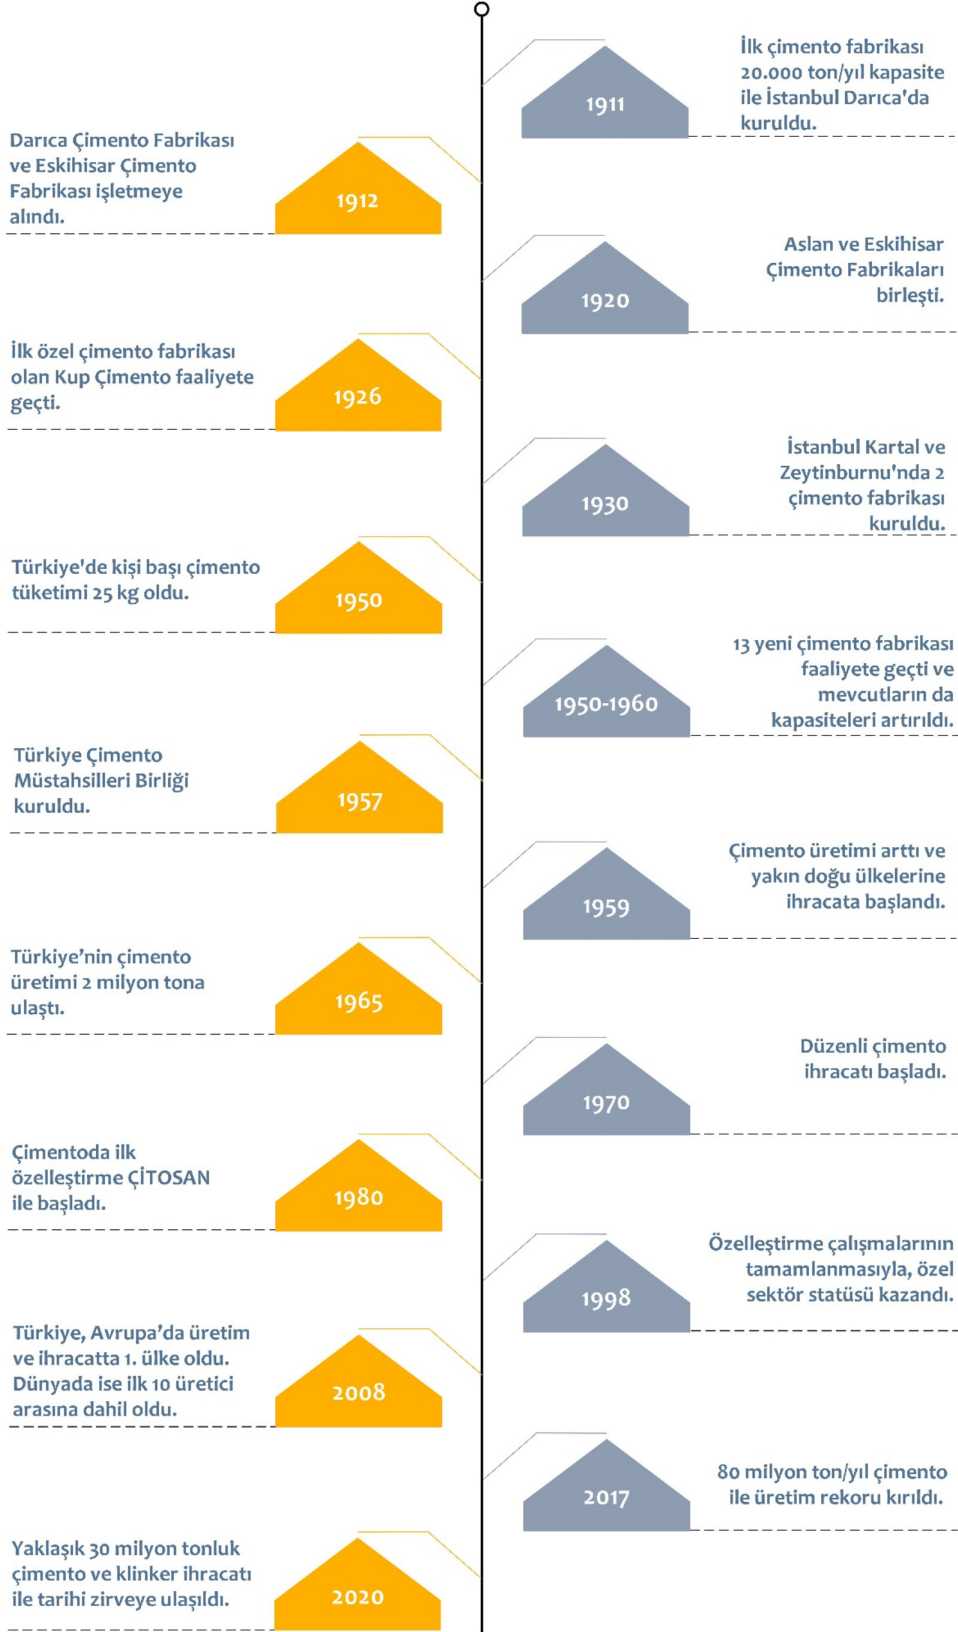 1911
İlk çimento fabrikası
20.000 ton/yıl kapasite
ile İstanbul Darıca'da
kuruldu.
Darıca Çimento Fabrikası
ve Eskihisar Çimento
Fabrikası işletmeye
alındı.
1912
1920
Aslan ve Eskihisar
Çimento Fabrikaları
birleşti.
İlk özel çimento fabrikası
olan Kup Çimento faaliyete
geçti.
1926
1930
İstanbul Kartal ve
Zeytinburnu'nda 2
çimento fabrikası
kuruldu.
Türkiye'de kişi başı çimento
tüketimi 25 kg oldu.
1950
1950-1960
13 yeni çimento fabrikası
faaliyete geçti ve
mevcutların da
kapasiteleri artırıldı.
Türkiye Çimento
Müstahsilleri Birliği
kuruldu.
1957
1959
Çimento üretimi arttı ve
yakın doğu ülkelerine
ihracata başlandı.
Türkiye’nin çimento
üretimi 2 milyon tona
ulaştı.
1965
1970
Düzenli çimento
ihracatı başladı.
Çimentoda ilk
özelleştirme ÇİTOSAN
ile başladı.
1980
1998
Özelleştirme çalışmalarının
tamamlanmasıyla, özel
sektör statüsü kazandı.
Türkiye, Avrupa’da üretim
ve ihracatta 1. ülke oldu.
Dünyada ise ilk 10 üretici
arasına dahil oldu.
2008
2017
80 milyon ton/yıl çimento
ile üretim rekoru kırıldı.
Yaklaşık 30 milyon tonluk
çimento ve klinker ihracatı
ile tarihi zirveye ulaşıldı.
2020